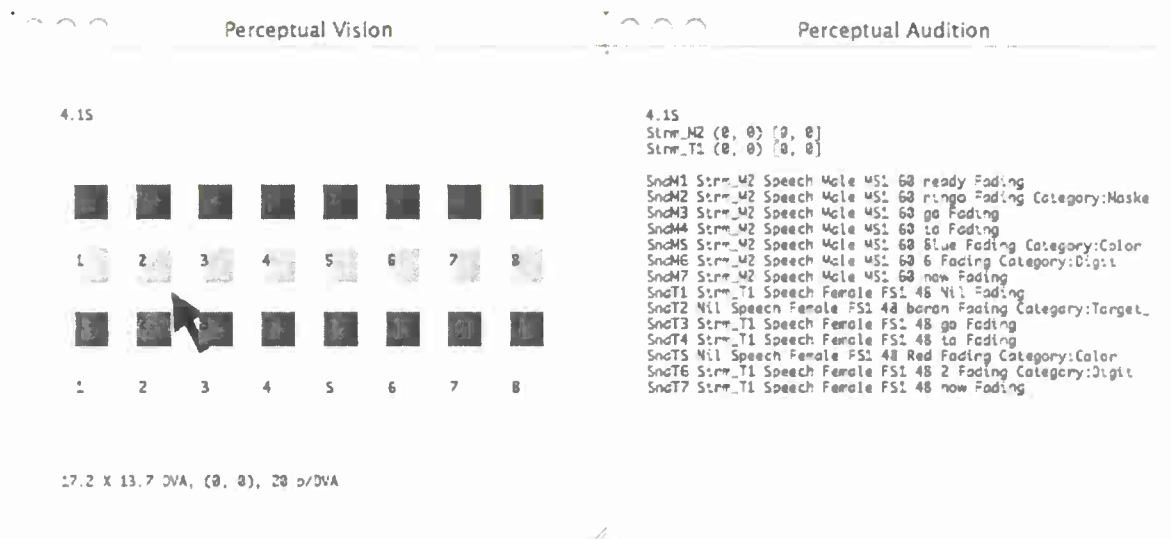 Perceptual Vision
4.1S
1 2 3 4 5 6 7 8
1 2 3 4 5 6 7 8
17.2 X 13.7 DVA, (0, 0), 20 p/DVA
Perceptual Audition
4.1S
Strm_M2 (0, 0) [0, 0]
Strm_T1 (0, 0) [0, 0]
SndM1 Strm_M2 Speech Male MS1 60 ready Fading
SndM2 Strm_M2 Speech Male MS1 60 ringo Fading Category:Maske
SndM3 Strm_M2 Speech Male MS1 60 go Fading
SndM4 Strm_M2 Speech Male MS1 60 to Fading
SndM5 Strm_M2 Speech Male MS1 60 Blue Fading Category:Color
SndM6 Strm_M2 Speech Male MS1 60 6 Fading Category:Digit
SndM7 Strm_M2 Speech Male MS1 60 now Fading
SndT1 Strm_T1 Speech Female FS1 48 Nil Fading
SndT2 Nil Speech Female FS1 48 baron Fading Category:Target_
SndT3 Strm_T1 Speech Female FS1 48 go Fading
SndT4 Strm_T1 Speech Female FS1 48 to Fading
SndT5 Nil Speech Female FS1 48 Red Fading Category:Color
SndT6 Strm_T1 Speech Female FS1 48 2 Fading Category:Digit
SndT7 Strm_T1 Speech Female FS1 48 now Fading